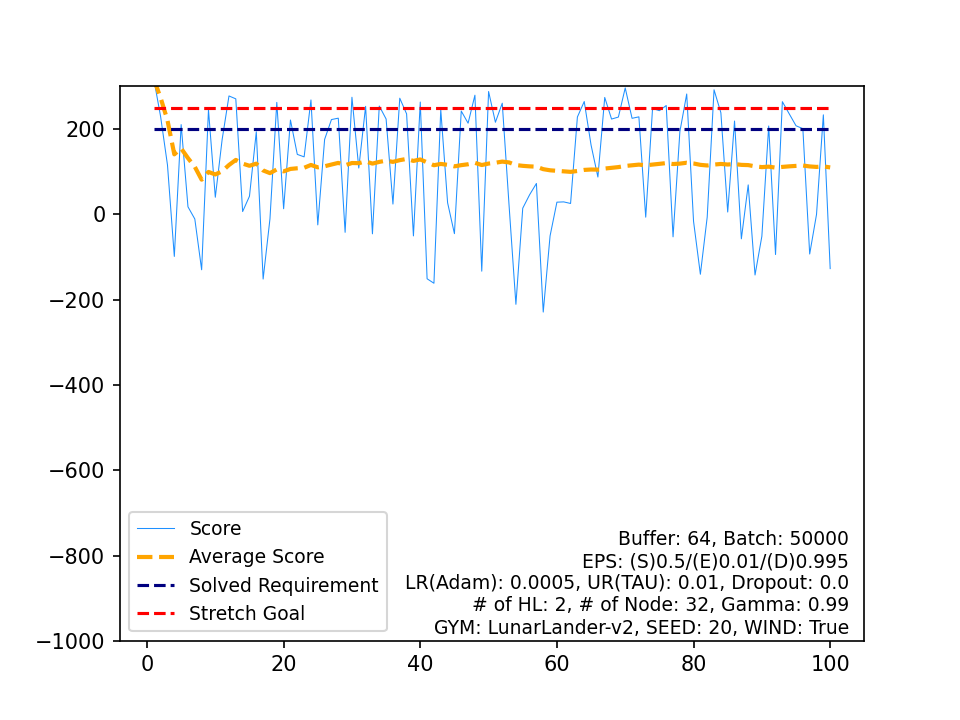 200
0
−200
−400
−600
−800
−1000
0
20
40
60
80
100
Score
Average Score
Solved Requirement
Stretch Goal
Buffer: 64, Batch: 50000
EPS: (S)0.5/(E)0.01/(D)0.995
LR(Adam): 0.0005, UR(TAU): 0.01, Dropout: 0.0
# of HL: 2, # of Node: 32, Gamma: 0.99
GYM: LunarLander-v2, SEED: 20, WIND: True